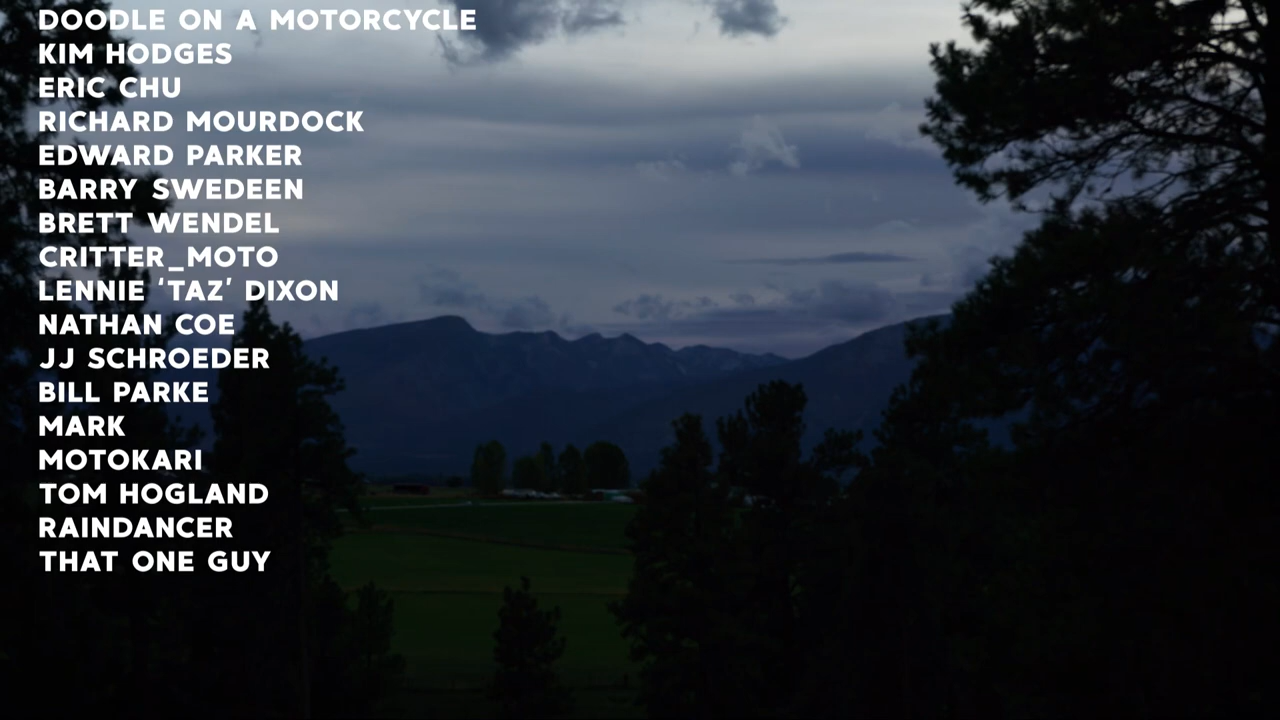 DOODLE ON A MOTORCYCLE
KIM HODGES
ERIC CHU
RICHARD MOURDOCK
EDWARD PARKER
BARRY SWEDEEN
BRETT WENDEL
CRITTER_MOTO
LENNIE ‘TAZ’ DIXON
NATHAN COE
JJ SCHROEDER
BILL PARKE
MARK
MOTOKARI
TOM HOGLAND
RAINDANCER
THAT ONE GUY